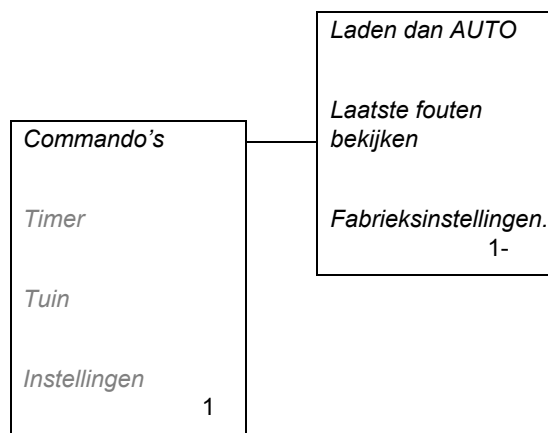 Laden dan AUTO
Laatste fouten
bekijken
Fabrieksinstellingen.
1-
Commando’s
Timer
Tuin
Instellingen
1